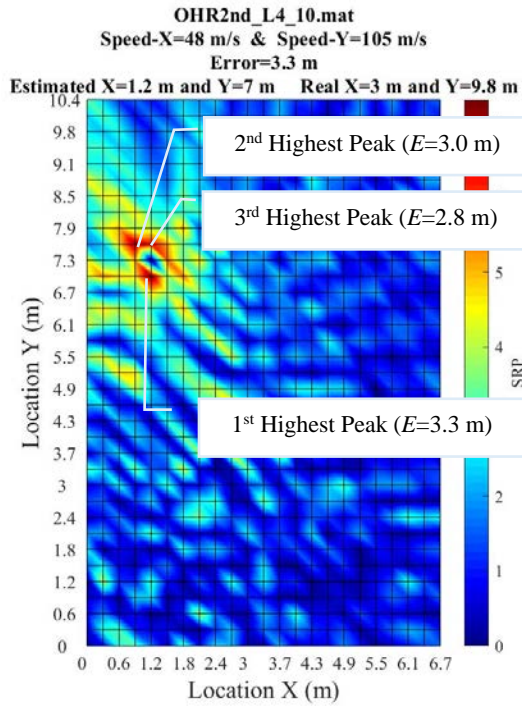 OHR2nd_L4_10.mat
Speed-X=48 m/s & Speed-Y=105 m/s
Error=3.3 m
Estimated X=1.2 m and Y=7 m Real X=3 m and Y=9.8 m
10.4
9.8
9.1
8.5
7.9
7.3
6.7
6.1
5.5
4.9
4.3
3.7
3
2.4
1.8
1.2
0.6
0
Location Y (m)
2nd Highest Peak (E=3.0 m)
3rd Highest Peak (E=2.8 m)
1st Highest Peak (E=3.3 m)
5
2
1
0
SRP
0 0.6 1.2 1.8 2.4 3 3.7 4.3 4.9 5.5 6.1 6.7
Location X (m)